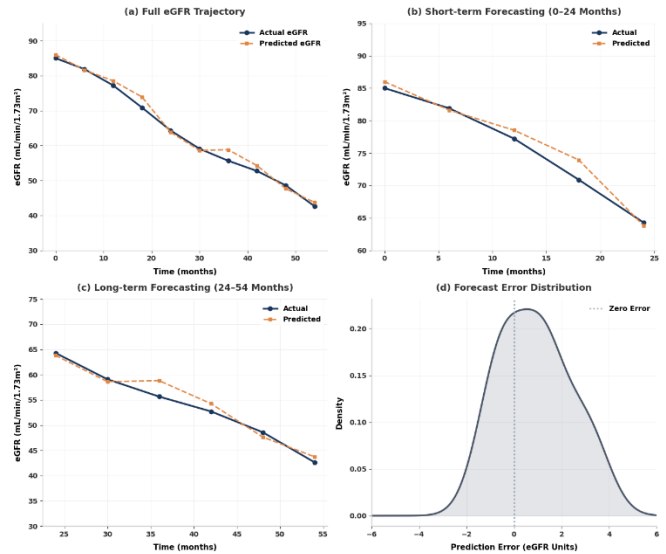 (a) Full eGFR Trajectory
Actual eGFR
Predicted eGFR
90
80
70
60
50
40
30
eGFR (mL/min/1.73m²)
0 10 20 30 40 50
Time (months)
(b) Short-term Forecasting (0–24 Months)
Actual
Predicted
95
90
85
80
75
70
65
60
eGFR (mL/min/1.73m²)
0 5 10 15 20 25
Time (months)
(c) Long-term Forecasting (24–54 Months)
Actual
Predicted
75
70
65
60
55
50
45
40
35
30
eGFR (mL/min/1.73m²)
25 30 35 40 45 50 55
Time (months)
(d) Forecast Error Distribution
Zero Error
0.20
0.15
0.10
0.05
0.00
Density
−6 −4 −2 0 2 4 6
Prediction Error (eGFR Units)